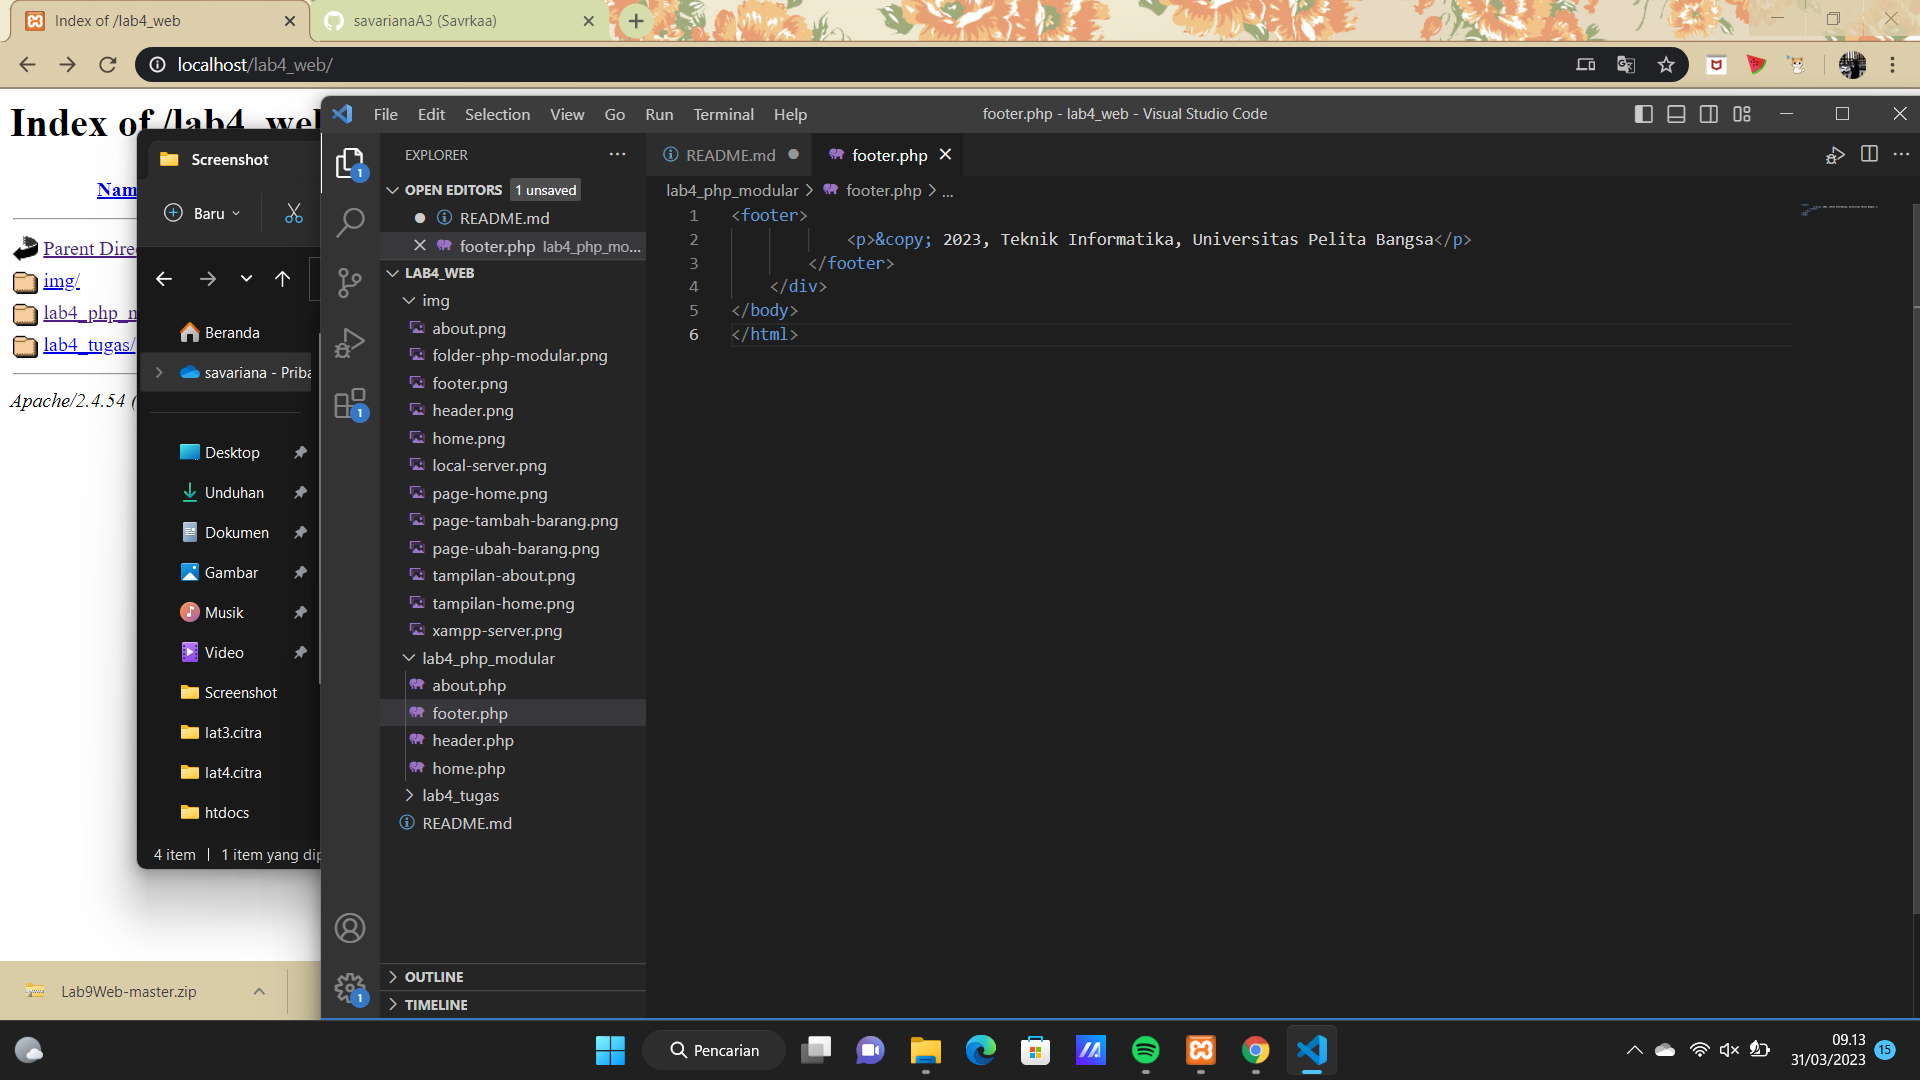 Index of /lab4_web
savarianaA3 (Savrkaa)
localhost/lab4_web/
Index of /lab4_web
Nam
Parent Dire
img/
lab4_php_m
lab4_tugas/
Apache/2.4.54 (
Screenshot
Baru
Beranda
savariana - Priba
Desktop
Unduhan
Dokumen
Gambar
Musik
Video
Screenshot
lat3.citra
lat4.citra
htdocs
4 item | 1 item yang dip
File Edit Selection View Go Run Terminal Help
footer.php - lab4_web - Visual Studio Code
1
1
1
EXPLORER
OPEN EDITORS 1 unsaved
README.md
footer.php lab4_php_mo...
LAB4_WEB
img
about.png
folder-php-modular.png
footer.png
header.png
home.png
local-server.png
page-home.png
page-tambah-barang.png
page-ubah-barang.png
tampilan-about.png
tampilan-home.png
xampp-server.png
lab4_php_modular
about.php
footer.php
header.php
home.php
lab4_tugas
README.md
OUTLINE
TIMELINE
README.md
footer.php
lab4_php_modular > footer.php > ...
1 <footer>
2 <p>&copy; 2023, Teknik Informatika, Universitas Pelita Bangsa</p>
3 </footer>
4 </div>
5 </body>
6 </html>
Lab9Web-master.zip
Pencarian
09.13
31/03/2023
15